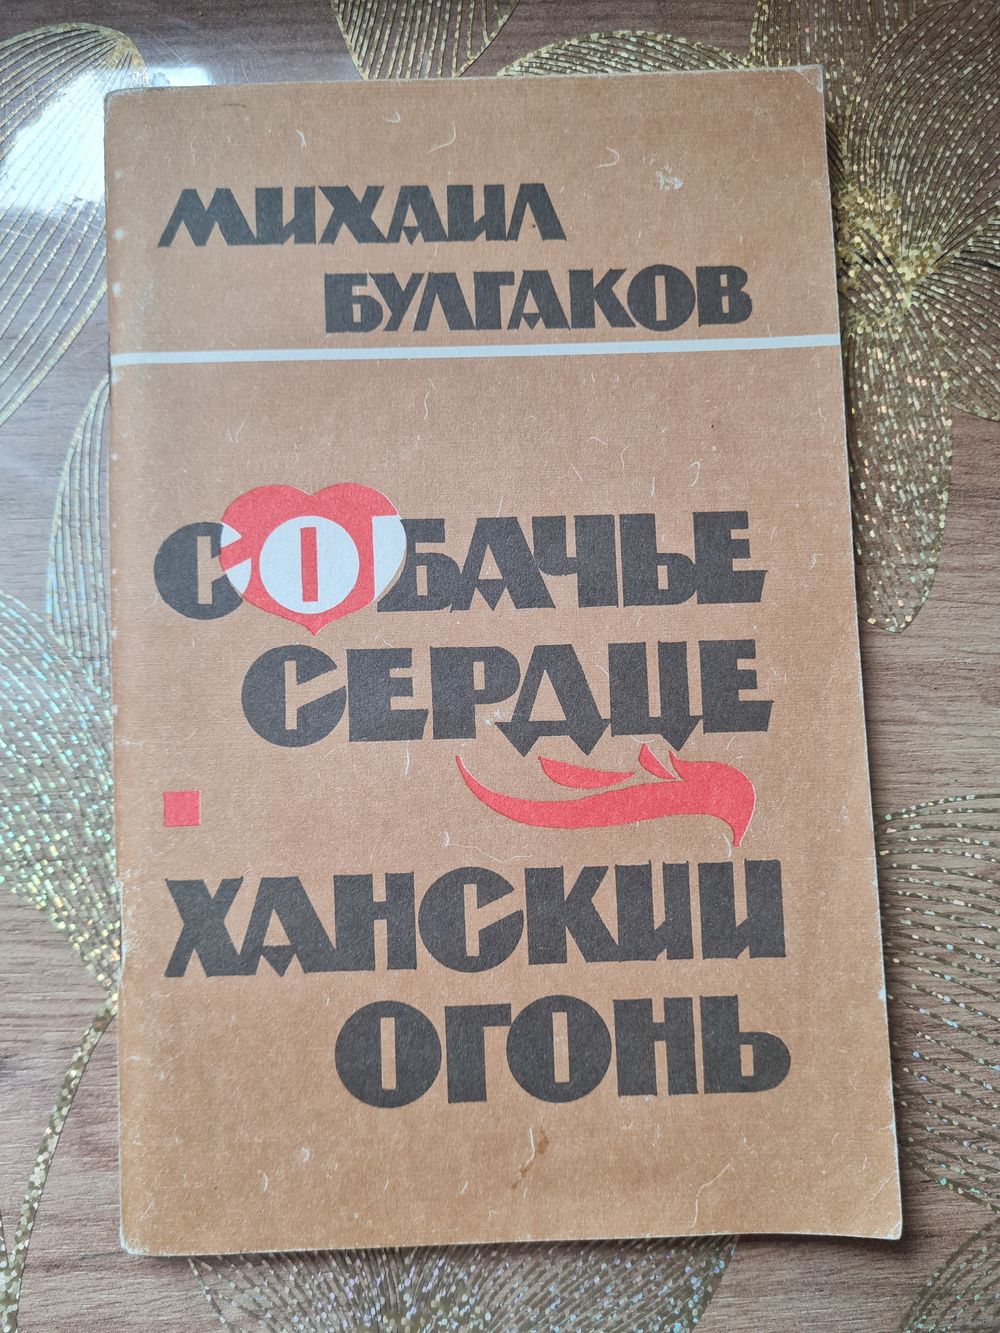 МИХАИЛ
БУЛГАКОВ
СОБАЧЬЕ
СЕРДЦЕ
ХАНСКИЙ
ОГОНЬ